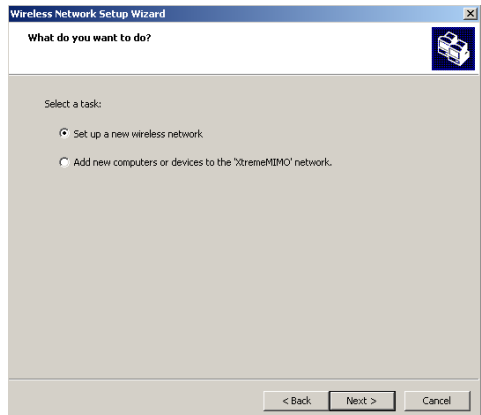 Wireless Network Setup Wizard
What do you want to do?
Select a task:
Set up a new wireless network
Add new computers or devices to the 'XtremeMIMO' network.
< Back
Next >
Cancel